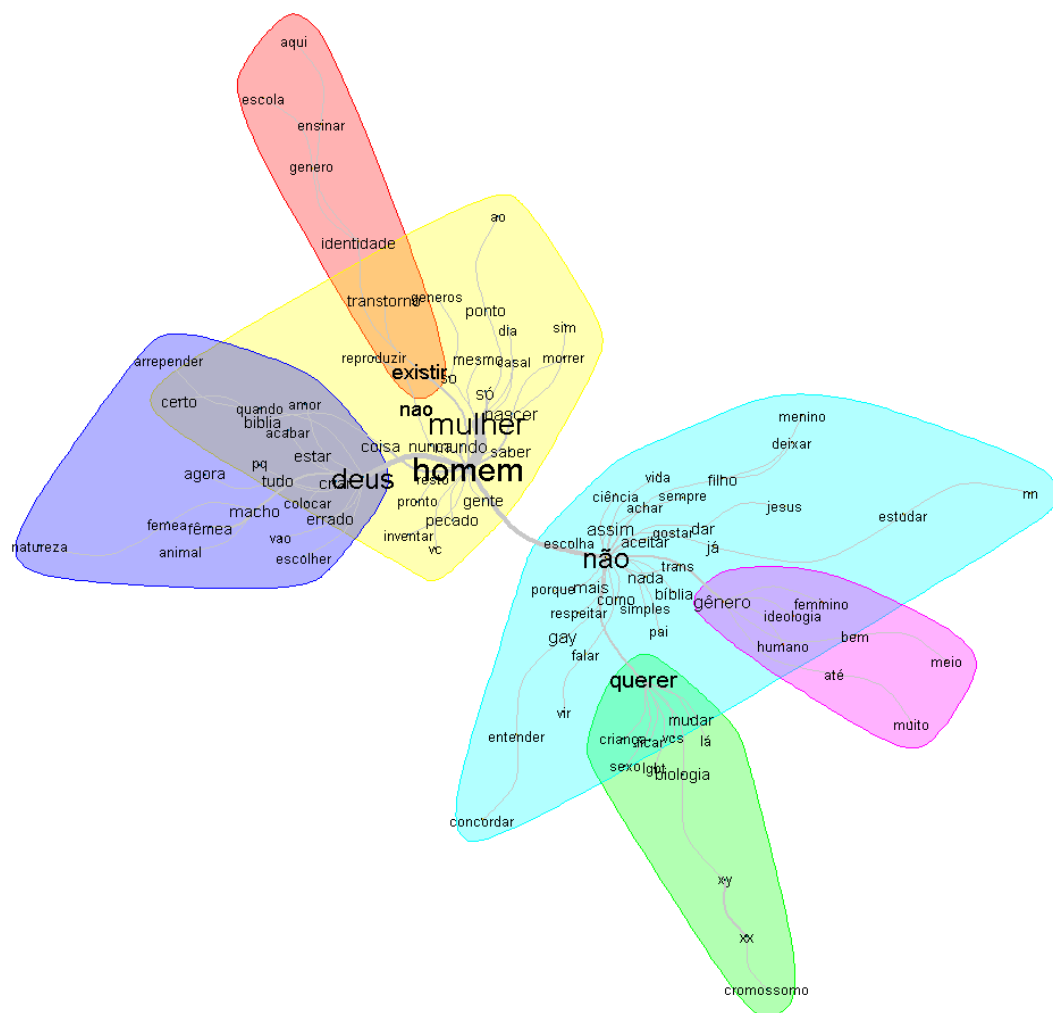 aqui
escola
ensinar
genero
identidade
ao
transtorno
generos
ponto
dia
sim
reproduzir
mesmo
casal
morrer
existir
so
arrepender
certo
quando
amor
só
nao
nascer
biblia
mulher
acabar
coisa
nunca
mundo
saber
estar
pq
agora
tudo
criar
deus
homem
resto
colocar
pronto
gente
macho
errado
pecado
femea
fêmea
vao
inventar
vc
natureza
animal
escolher
menino
deixar
vida
filho
ciência
sempre
achar
jesus
nn
estudar
assim
gostar
dar
escolha
aceitar
já
não
trans
nada
porque
mais
como
bíblia
gênero
feminino
respeitar
simples
ideologia
gay
pai
bem
falar
humano
meio
até
querer
vir
mudar
muito
entender
criança
ficar
vcs
lá
sexo
lgbt
biologia
concordar
xy
xx
cromossomo